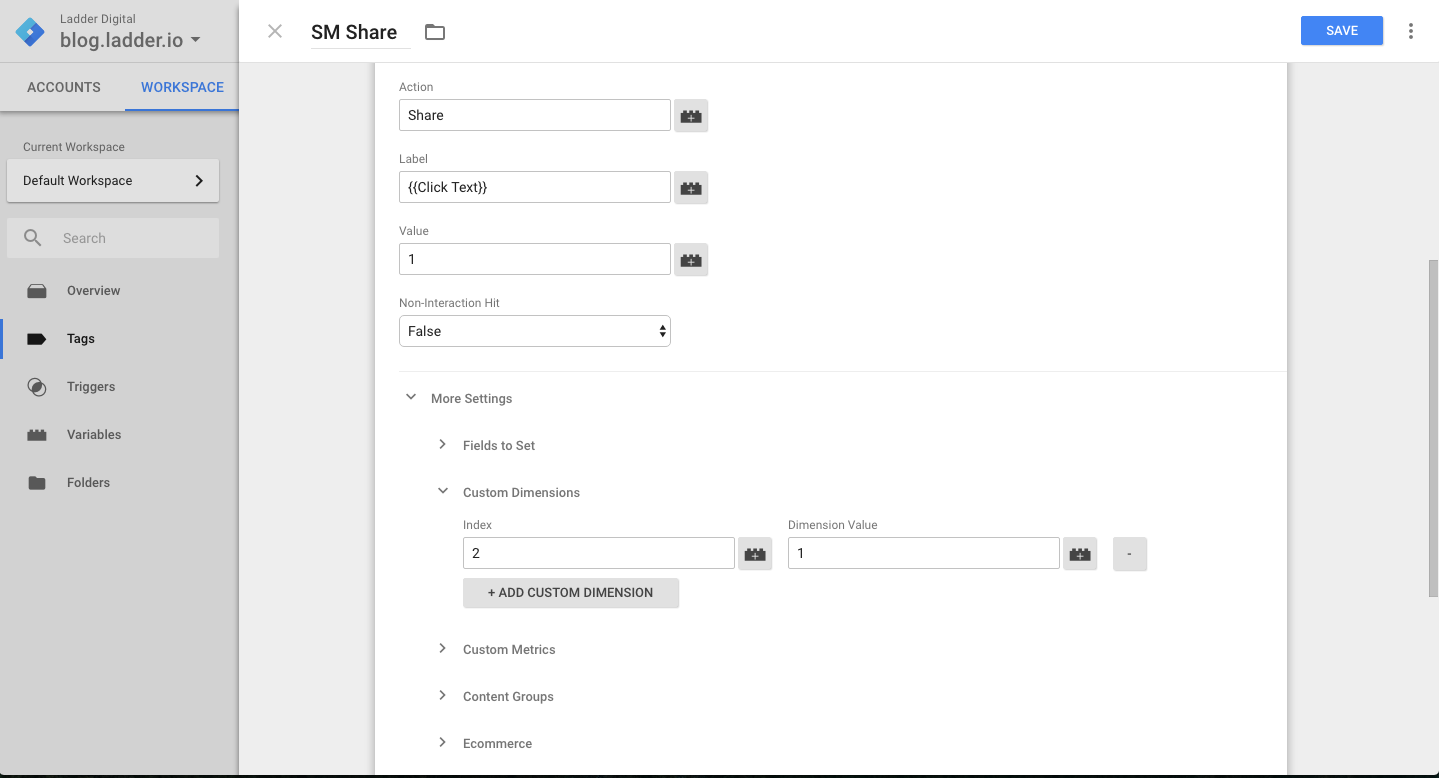 Ladder Digital
blog.ladder.io
SM Share
SAVE
ACCOUNTS WORKSPACE
Current Workspace
Default Workspace
Search
Overview
Tags
Triggers
Variables
Folders
Action
Share
Label
{{Click Text}}
Value
1
Non-Interaction Hit
False
More Settings
Fields to Set
Custom Dimensions
Index Dimension Value
2 1 -
+ ADD CUSTOM DIMENSION
Custom Metrics
Content Groups
Ecommerce